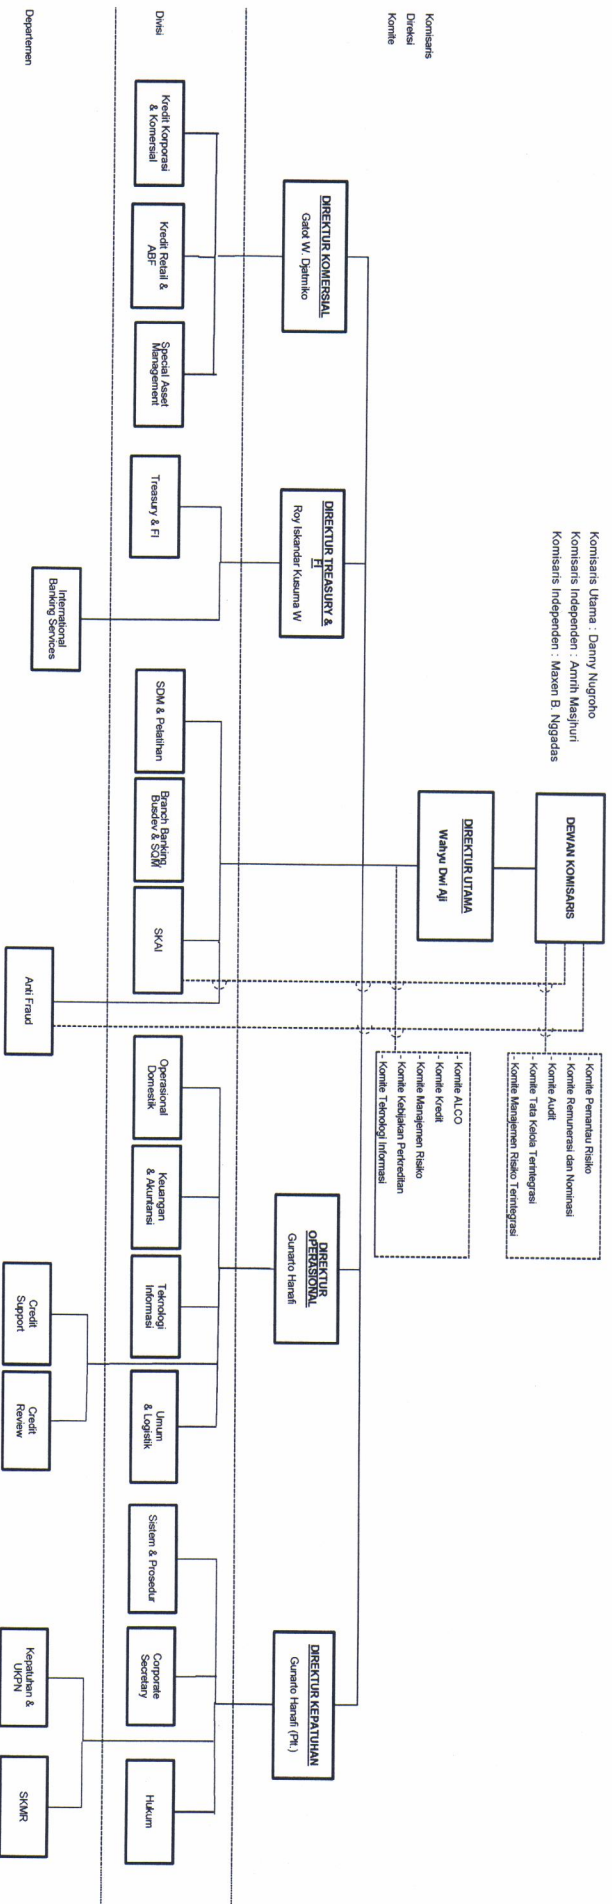 Komisaris Utama : Danny Nugroho
Komisaris Independen : Amrih Masjhuri
Komisaris Independen : Maxen B. Nggadas
DEWAN KOMISARIS
- Komite Pemantau Risiko
- Komite Remunerasi dan Nominasi
- Komite Audit
- Komite Tata Kelola Terintegrasi
- Komite Manajemen Risiko Terintegrasi
Komisaris
Direksi
Komite
DIREKTUR UTAMA
Wahyu Dwi Aji
- Komite ALCO
- Komite Kredit
- Komite Manajemen Risiko
- Komite Kebijakan Perkreditan
- Komite Teknologi Informasi
DIREKTUR KOMERSIAL
Gatot W. Djatmiko
DIREKTUR TREASURY &
FI
Roy Iskandar Kusuma W
DIREKTUR
OPERASIONAL
Gunarto Hanafi
DIREKTUR KEPATUHAN
Gunarto Hanafi (Plt.)
Divisi
Kredit Korporasi
& Komersial
Kredit Retail &
ABF
Special Asset
Management
Treasury & FI
SDM & Pelatihan
Branch Banking
Busdev & SQM
SKAI
Operasional
Domestik
Keuangan
& Akuntansi
Teknologi
Informasi
Umum
& Logistik
Sistem & Prosedur
Corporate
Secretary
Hukum
Departemen
International
Banking Services
Anti Fraud
Credit
Support
Credit
Review
Kepatuhan &
UKPN
SKMR